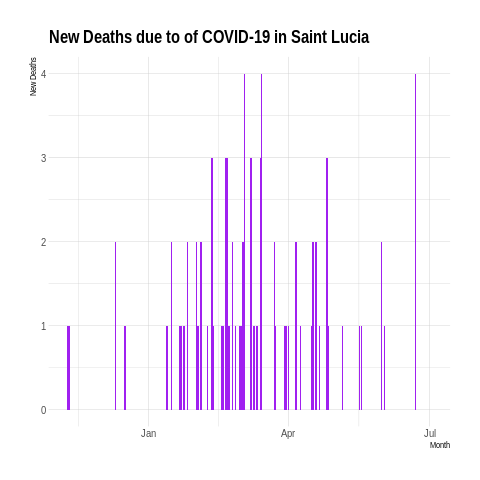 New Deaths due to of COVID-19 in Saint Lucia
New Deaths
4
3
2
1
0
Jan Apr Jul
Month